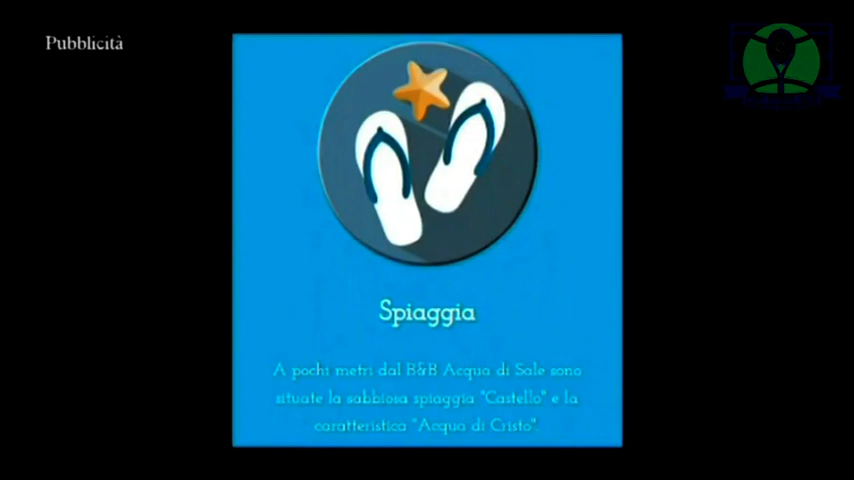 Pubblicità
Spiaggia
A pochi metri dal B&B Acqua di Sale sono
situate la sabbiosa spiaggia "Castello" e la
caratteristica "Acqua di Cristo".